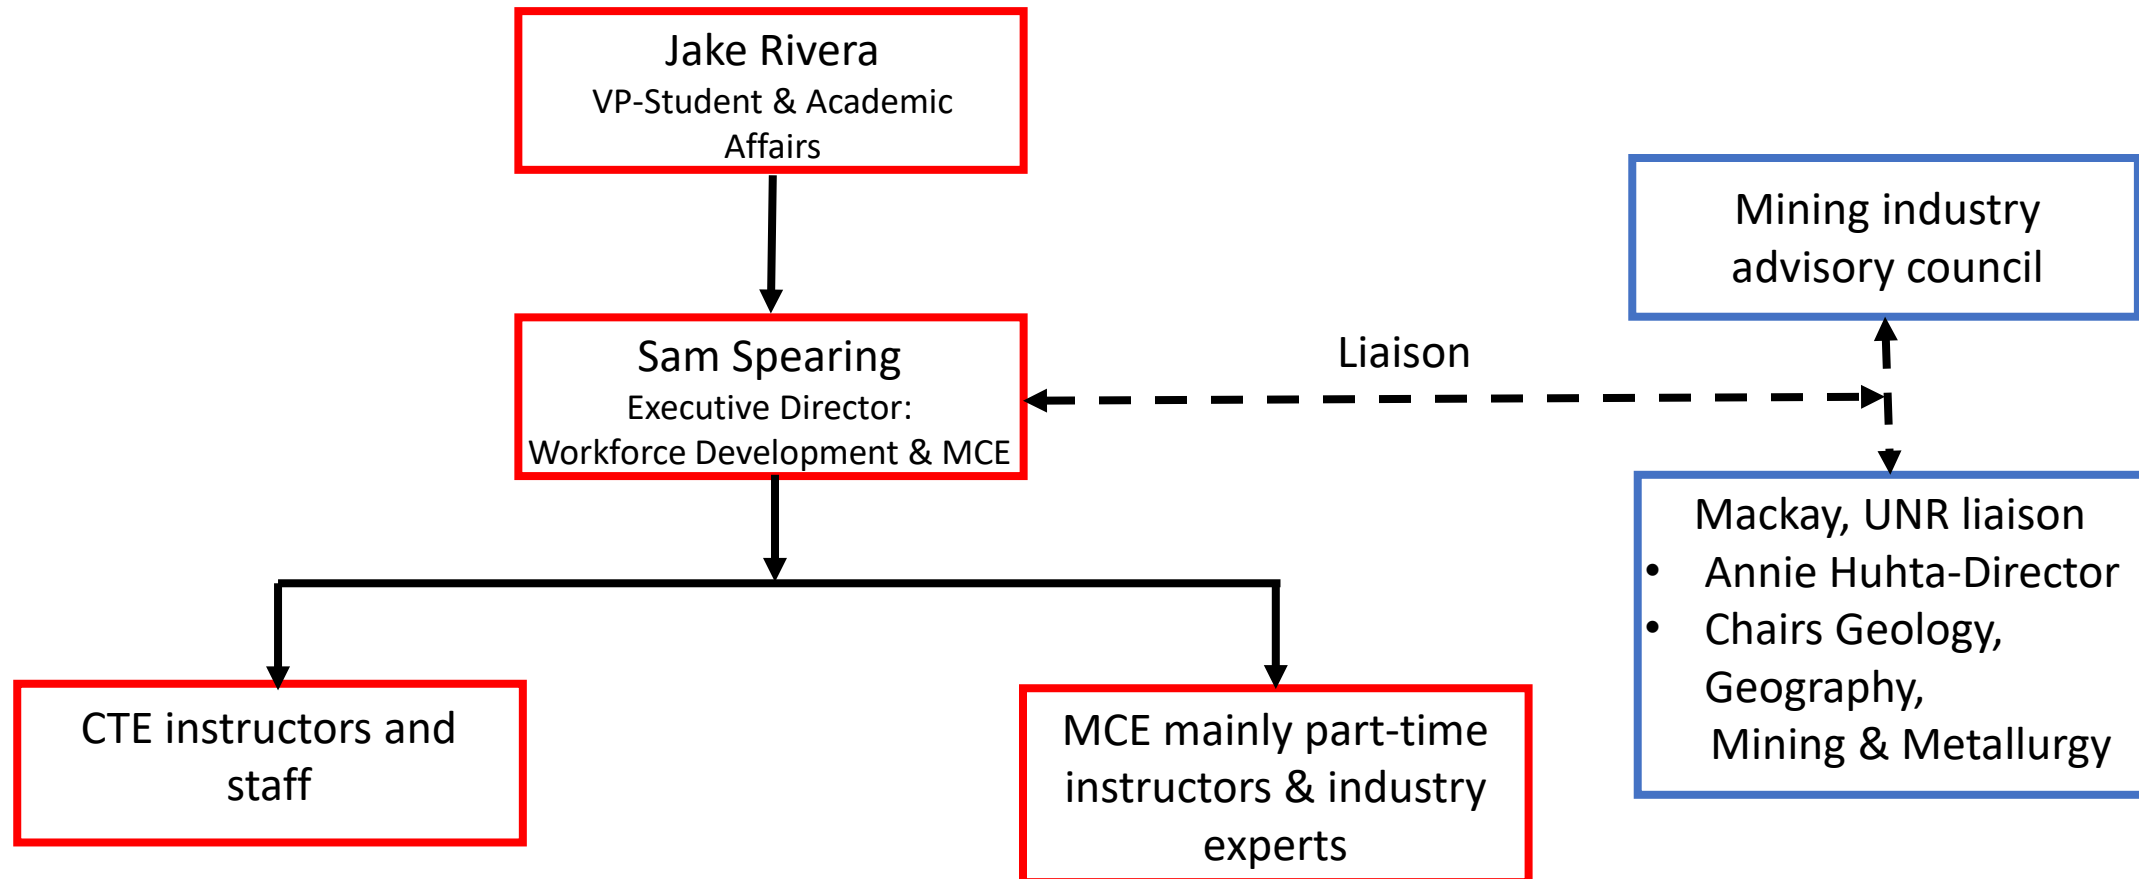 Jake Rivera
VP-Student & Academic
Affairs
Mining industry
advisory council
Sam Spearing
Executive Director:
Workforce Development & MCE
Liaison
Mackay, UNR liaison
• Annie Huhta-Director
• Chairs Geology,
Geography,
Mining & Metallurgy
CTE instructors and
staff
MCE mainly part-time
instructors & industry
experts